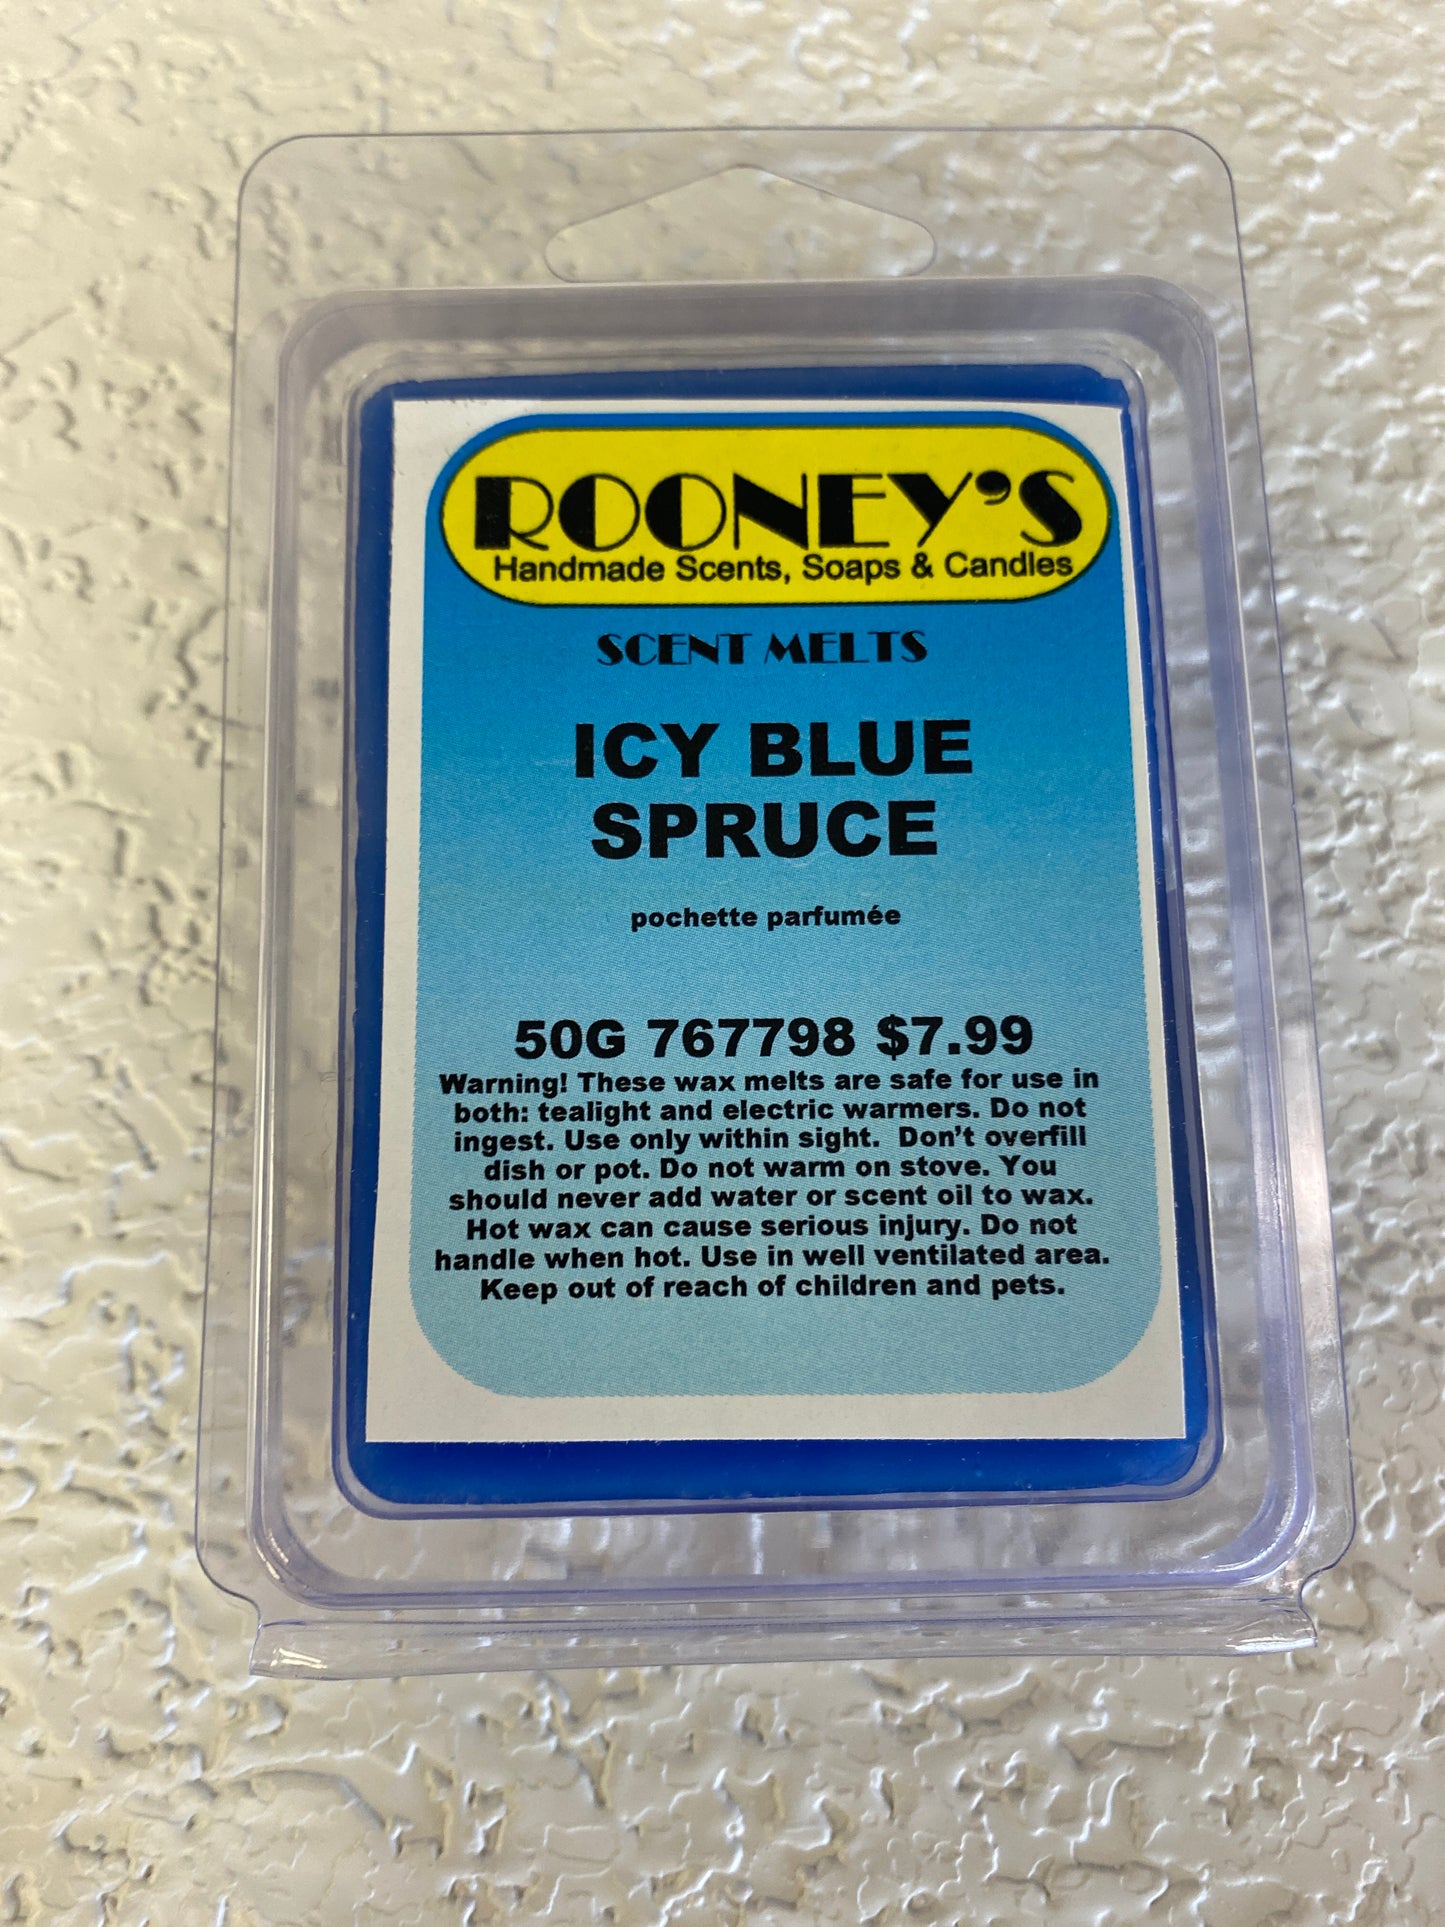 ROONEY'S
Handmade Scents, Soaps & Candles
SCENT MELTS
ICY BLUE
SPRUCE
pochette parfumée
50G 767798 $7.99
Warning! These wax melts are safe for use in
both: tealight and electric warmers. Do not
ingest. Use only within sight.  Don't overfill
dish or pot. Do not warm on stove. You
should never add water or scent oil to wax.
Hot wax can cause serious injury. Do not
handle when hot. Use in well ventilated area.
Keep out of reach of children and pets.